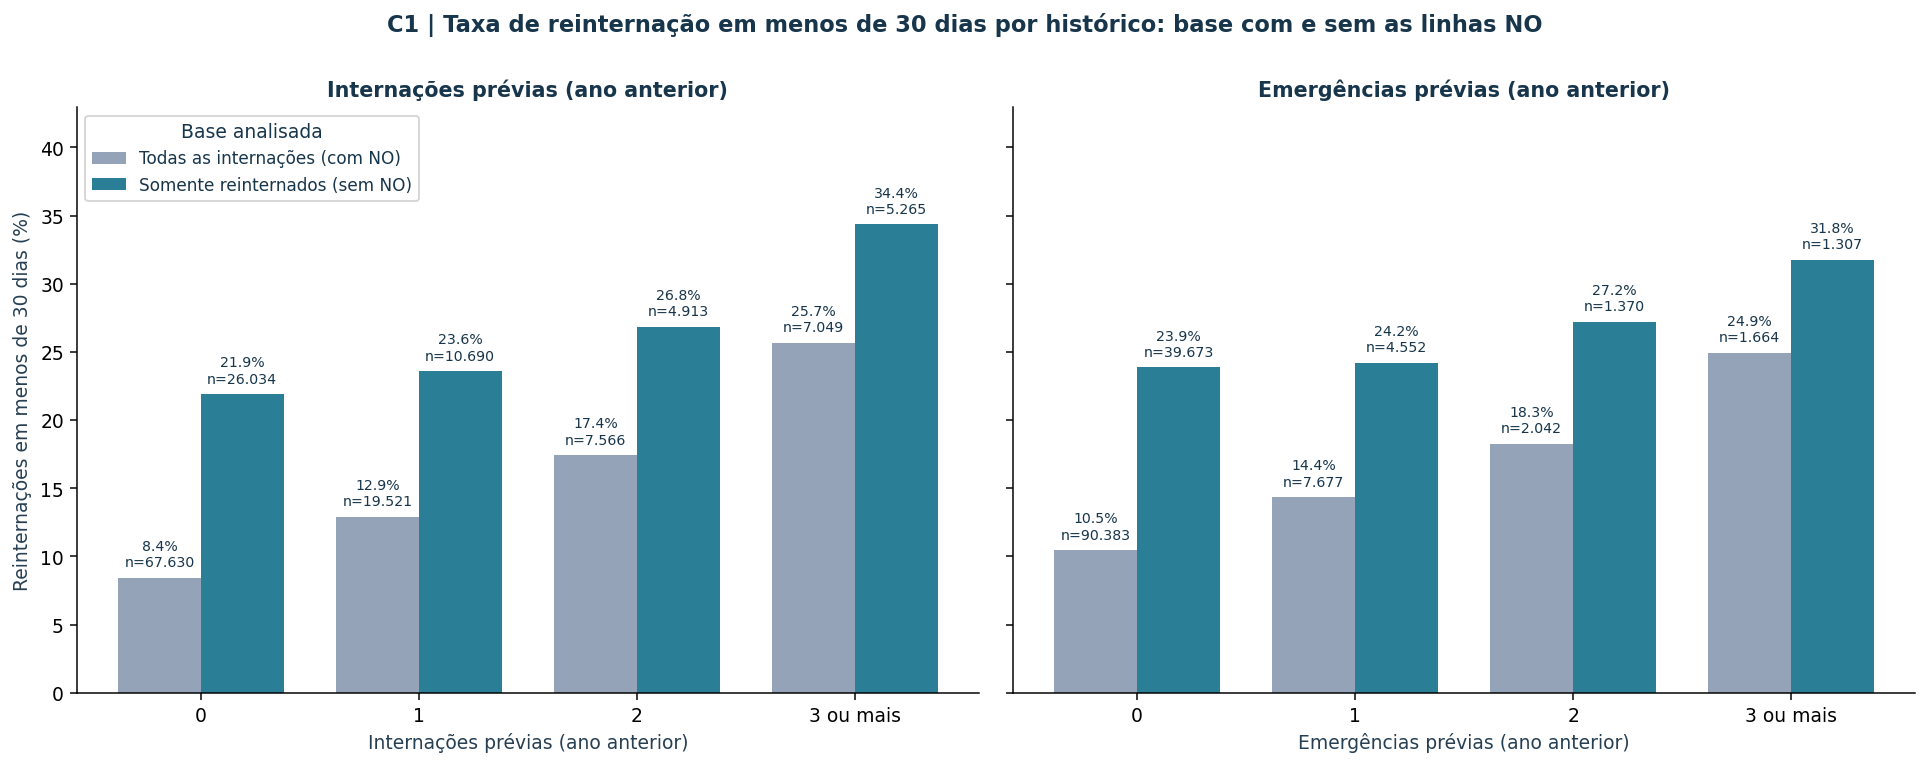 C1 | Taxa de reinternação em menos de 30 dias por histórico: base com e sem as linhas NO
Internações prévias (ano anterior)
Base analisada
Todas as internações (com NO)
Somente reinternados (sem NO)
Reinternações em menos de 30 dias (%)
40
35
30
25
20
15
10
5
0
8.4%
n=67.630
21.9%
n=26.034
12.9%
n=19.521
23.6%
n=10.690
17.4%
n=7.566
26.8%
n=4.913
25.7%
n=7.049
34.4%
n=5.265
0
1
2
3 ou mais
Internações prévias (ano anterior)
Emergências prévias (ano anterior)
10.5%
n=90.383
23.9%
n=39.673
14.4%
n=7.677
24.2%
n=4.552
18.3%
n=2.042
27.2%
n=1.370
24.9%
n=1.664
31.8%
n=1.307
0
1
2
3 ou mais
Emergências prévias (ano anterior)